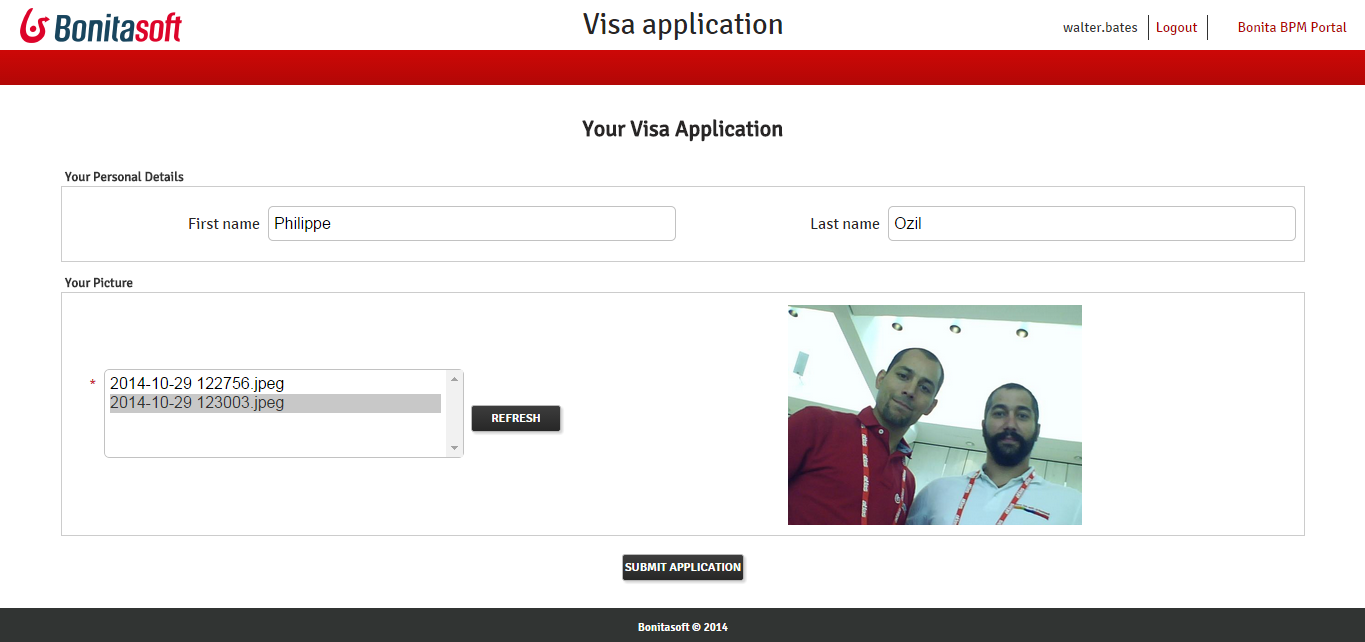 Bonitasoft
Visa application
walter.bates Logout Bonita BPM Portal
Your Visa Application
Your Personal Details
First name Philippe Last name Ozil
Your Picture
* 2014-10-29 122756.jpeg
2014-10-29 123003.jpeg
REFRESH
SUBMIT APPLICATION
Bonitasoft © 2014